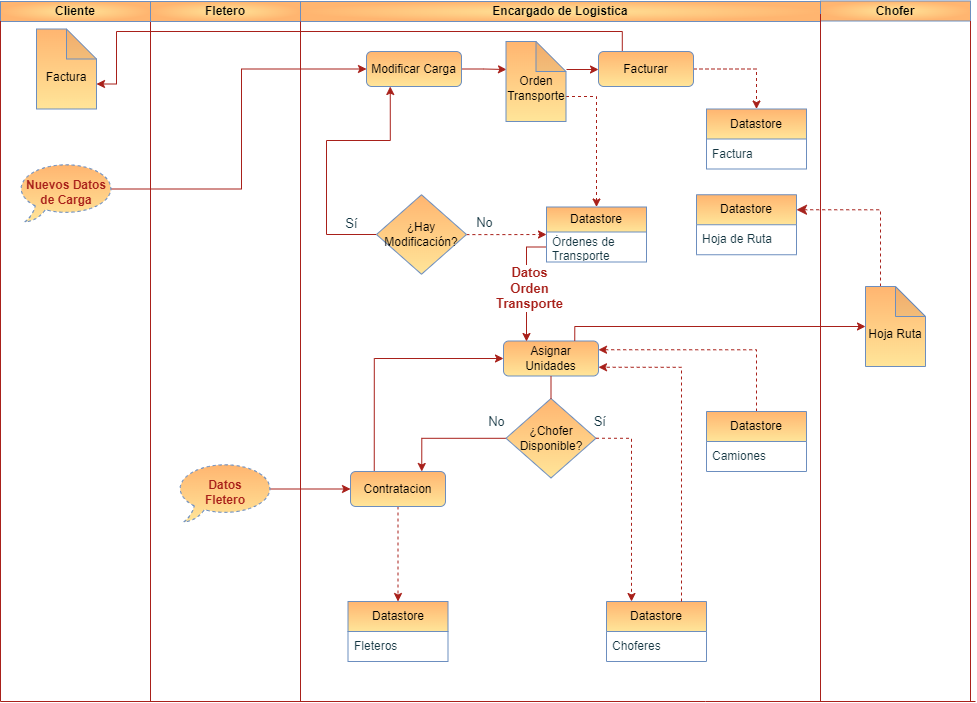 Cliente
Fletero
Encargado de Logística
Chofer
Factura
Modificar Carga
Orden
Transporte
Facturar
Datastore
Factura
Nuevos Datos
de Carga
Sí
¿Hay
Modificación?
No
Datastore
Ordenes de
Transporte
Datastore
Hoja de Ruta
Datos
Orden
Transporte
Hoja Ruta
Asignar
Unidades
No
¿Chofer
Disponible?
Sí
Datastore
Camiones
Datos
Fletero
Contratacion
Datastore
Fleteros
Datastore
Choferes